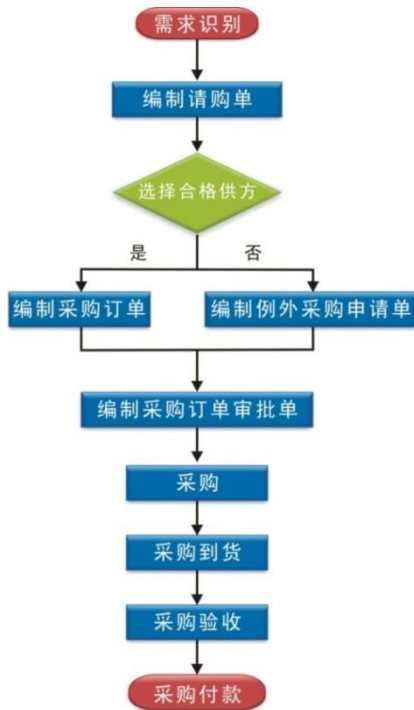 需求识别
编制请购单
选择合格供方
是
否
编制采购订单
编制例外采购申请单
编制采购订单审批单
采购
采购到货
采购验收
采购付款